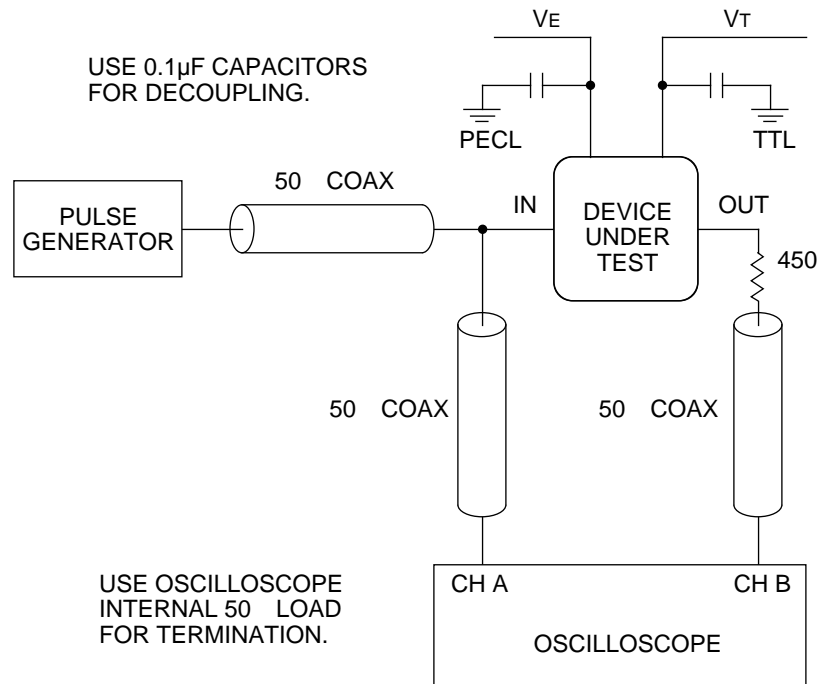 VE
VT
USE 0.1µF CAPACITORS
FOR DECOUPLING.
PECL
TTL
50 COAX
PULSE
GENERATOR
IN
DEVICE
UNDER
TEST
OUT
450
50 COAX
50 COAX
USE OSCILLOSCOPE
INTERNAL 50 LOAD
FOR TERMINATION.
CH A
CH B
OSCILLOSCOPE